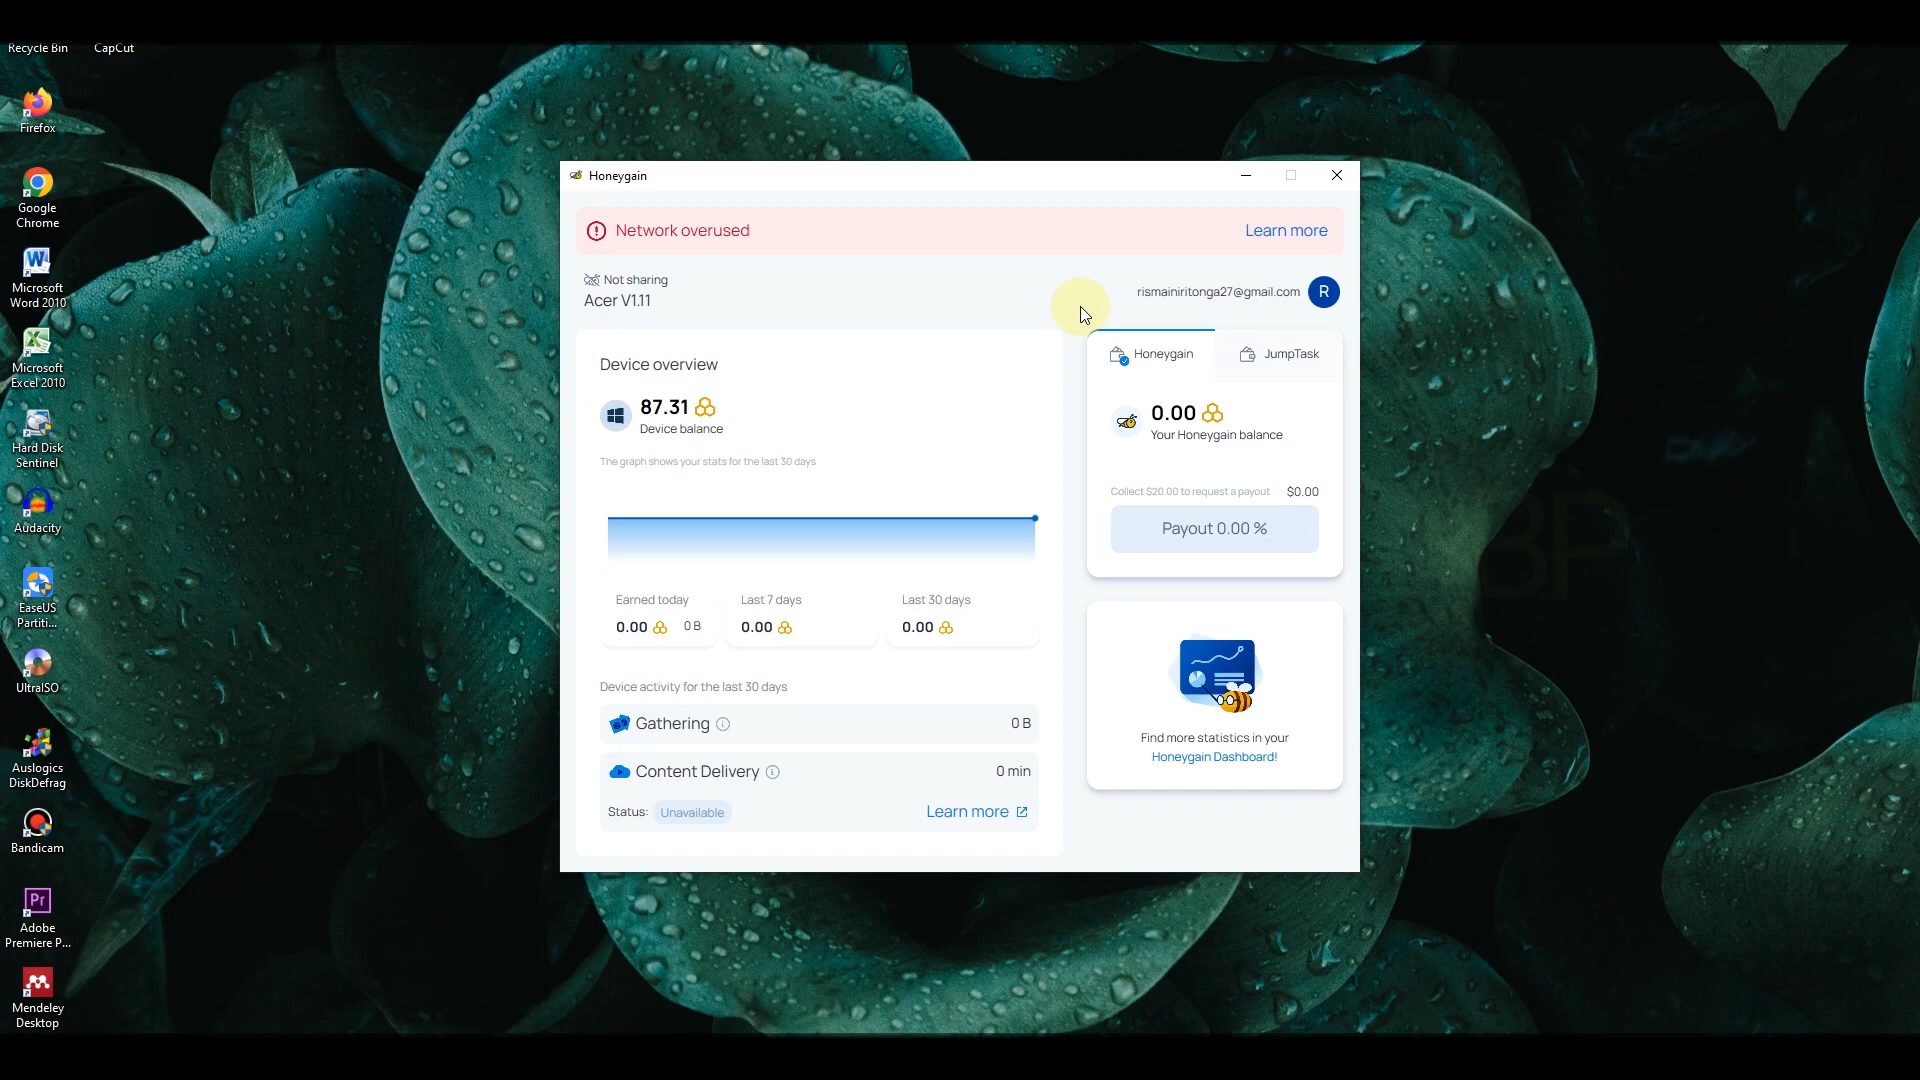 Recycle Bin
CapCut
Firefox
Google
Chrome
Microsoft
Word 2010
Microsoft
Excel 2010
Hard Disk
Sentinel
Audacity
EaseUS
Partiti...
UltraISO
Auslogics
DiskDefrag
Bandicam
Pr
Adobe
Premiere P...
Mendeley
Desktop
Honeygain
Network overused
Learn more
Not sharing
Acer V1.11
rismainiritonga27@gmail.com
R
Device overview
87.31
Device balance
The graph shows your stats for the last 30 days
Earned today
0.00
0 B
Last 7 days
0.00
Last 30 days
0.00
Device activity for the last 30 days
Gathering
0 B
Content Delivery
0 min
Status: Unavailable
Learn more
Honeygain
JumpTask
0.00
Your Honeygain balance
Collect $20.00 to request a payout
$0.00
Payout 0.00 %
Find more statistics in your
Honeygain Dashboard!
BP